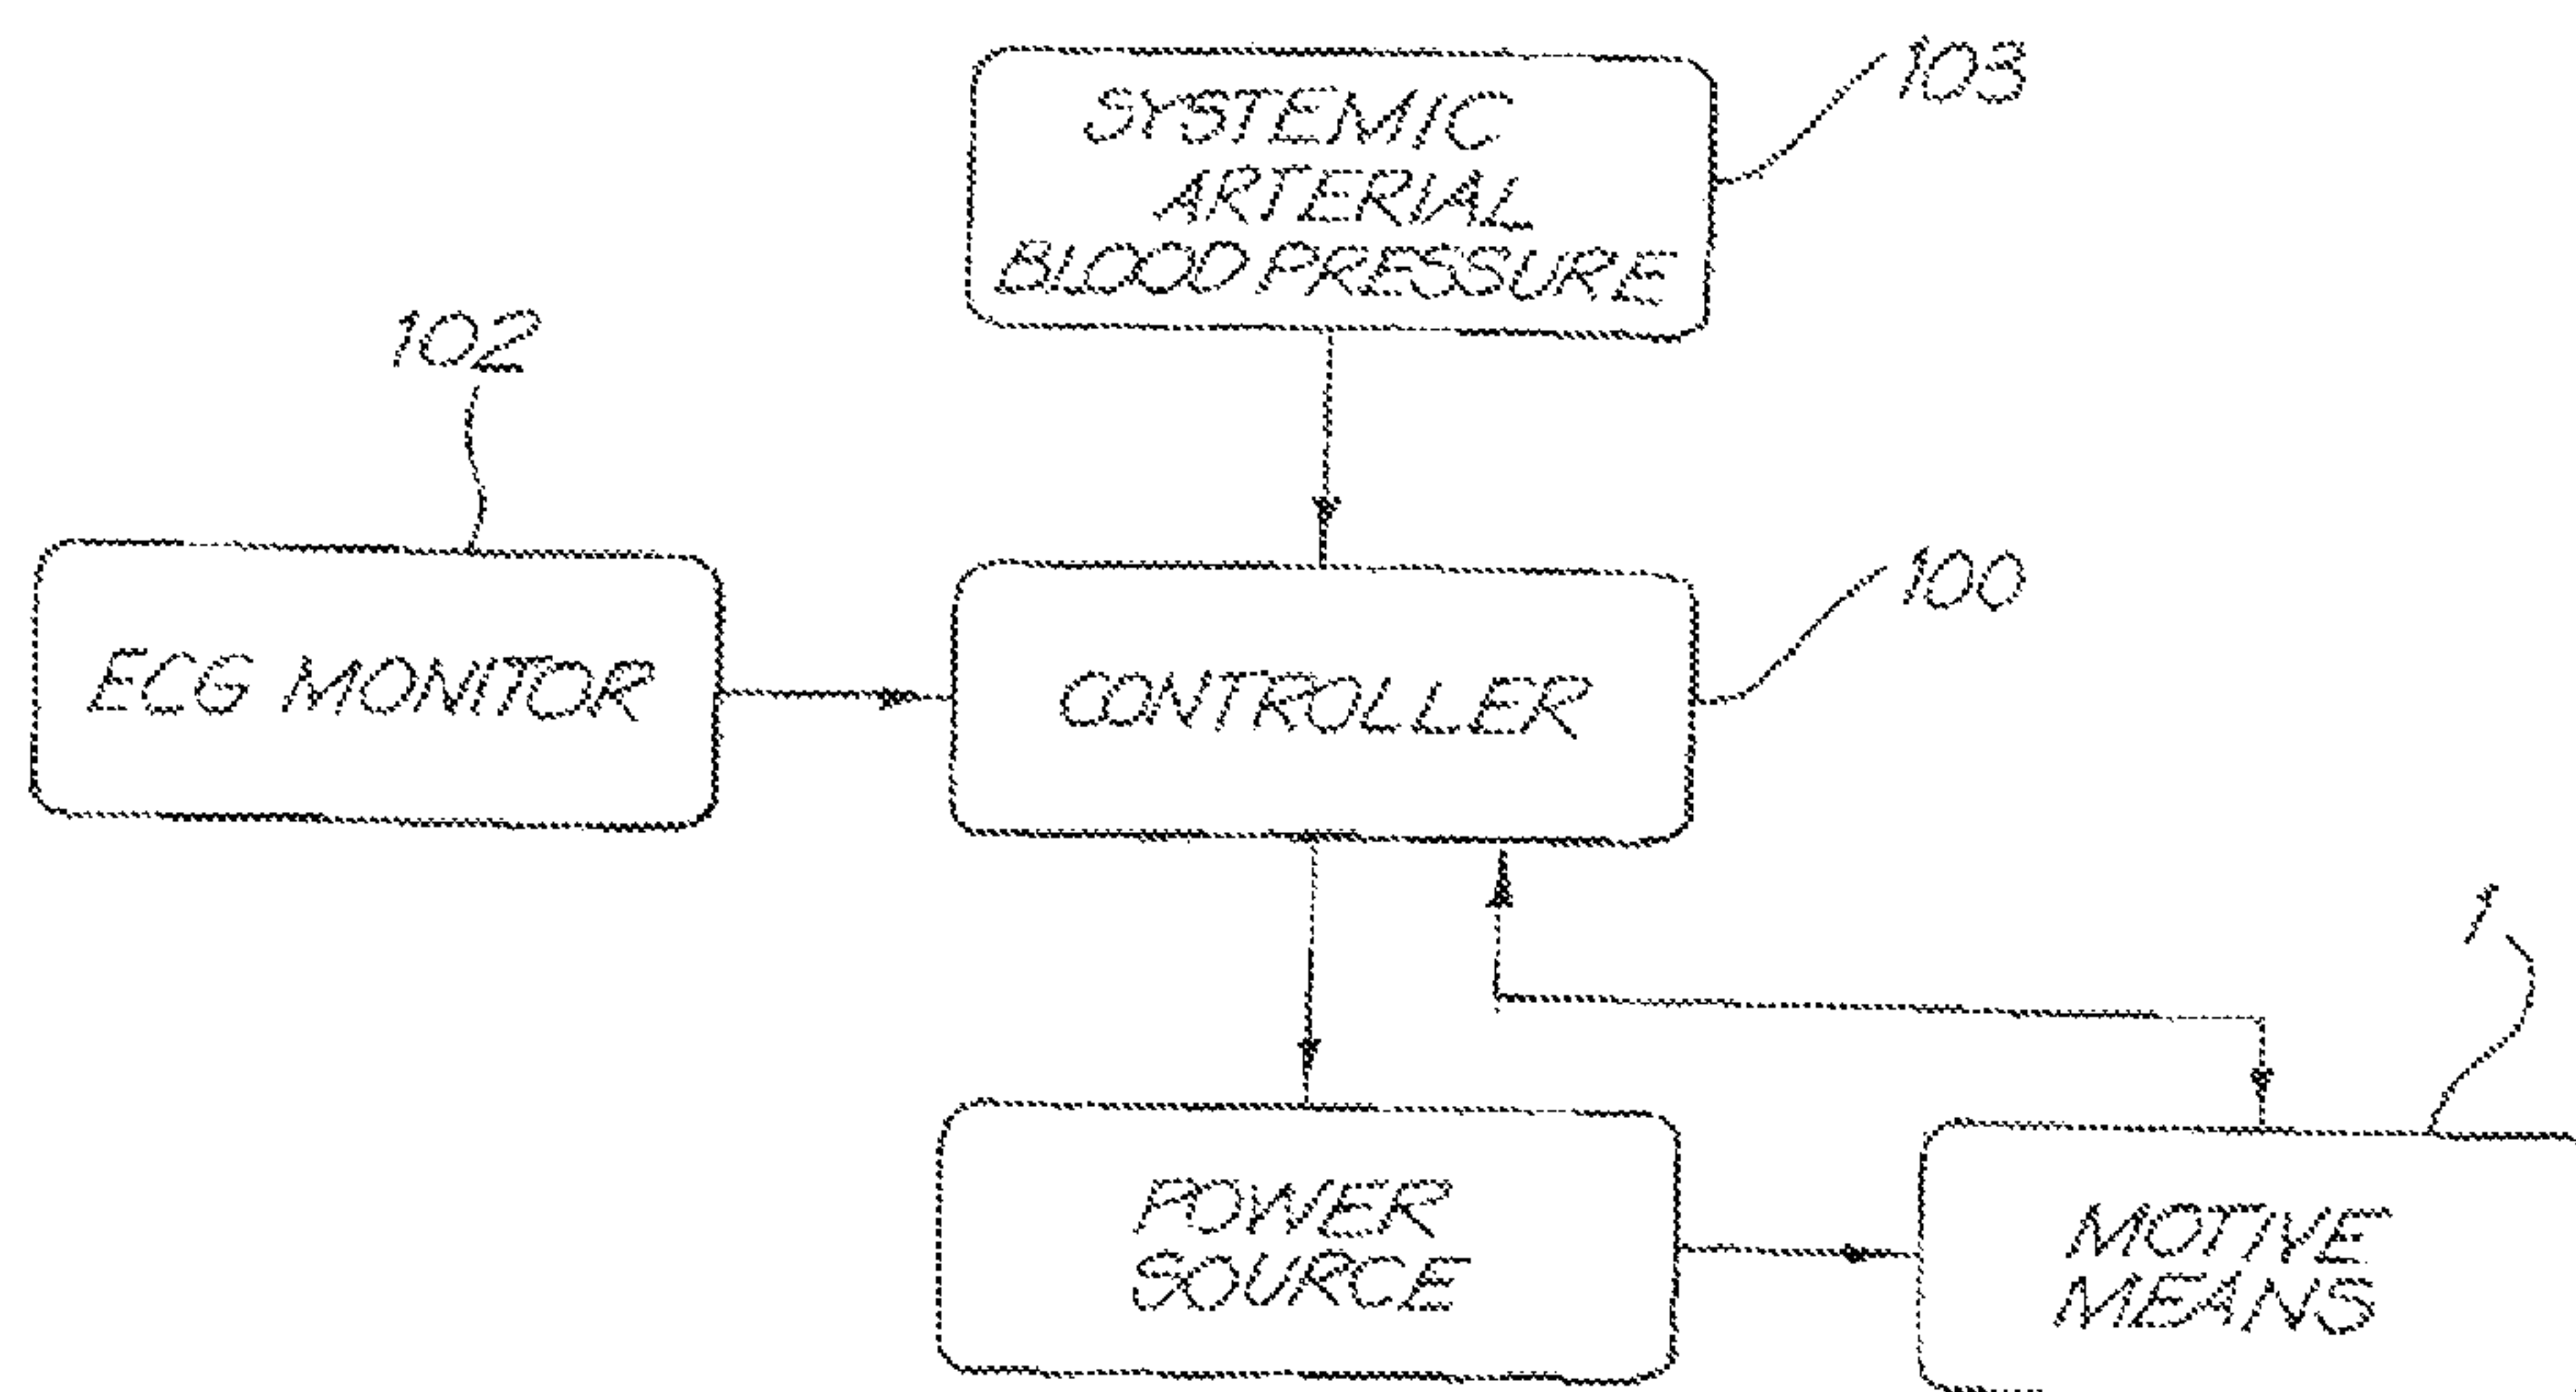 103
SYSTEMIC
ARTERIAL
BLOOD PRESSURE
102
100
ECG MONITOR
CONTROLLER
1
POWER
SOURCE
MOTIVE
MEANS